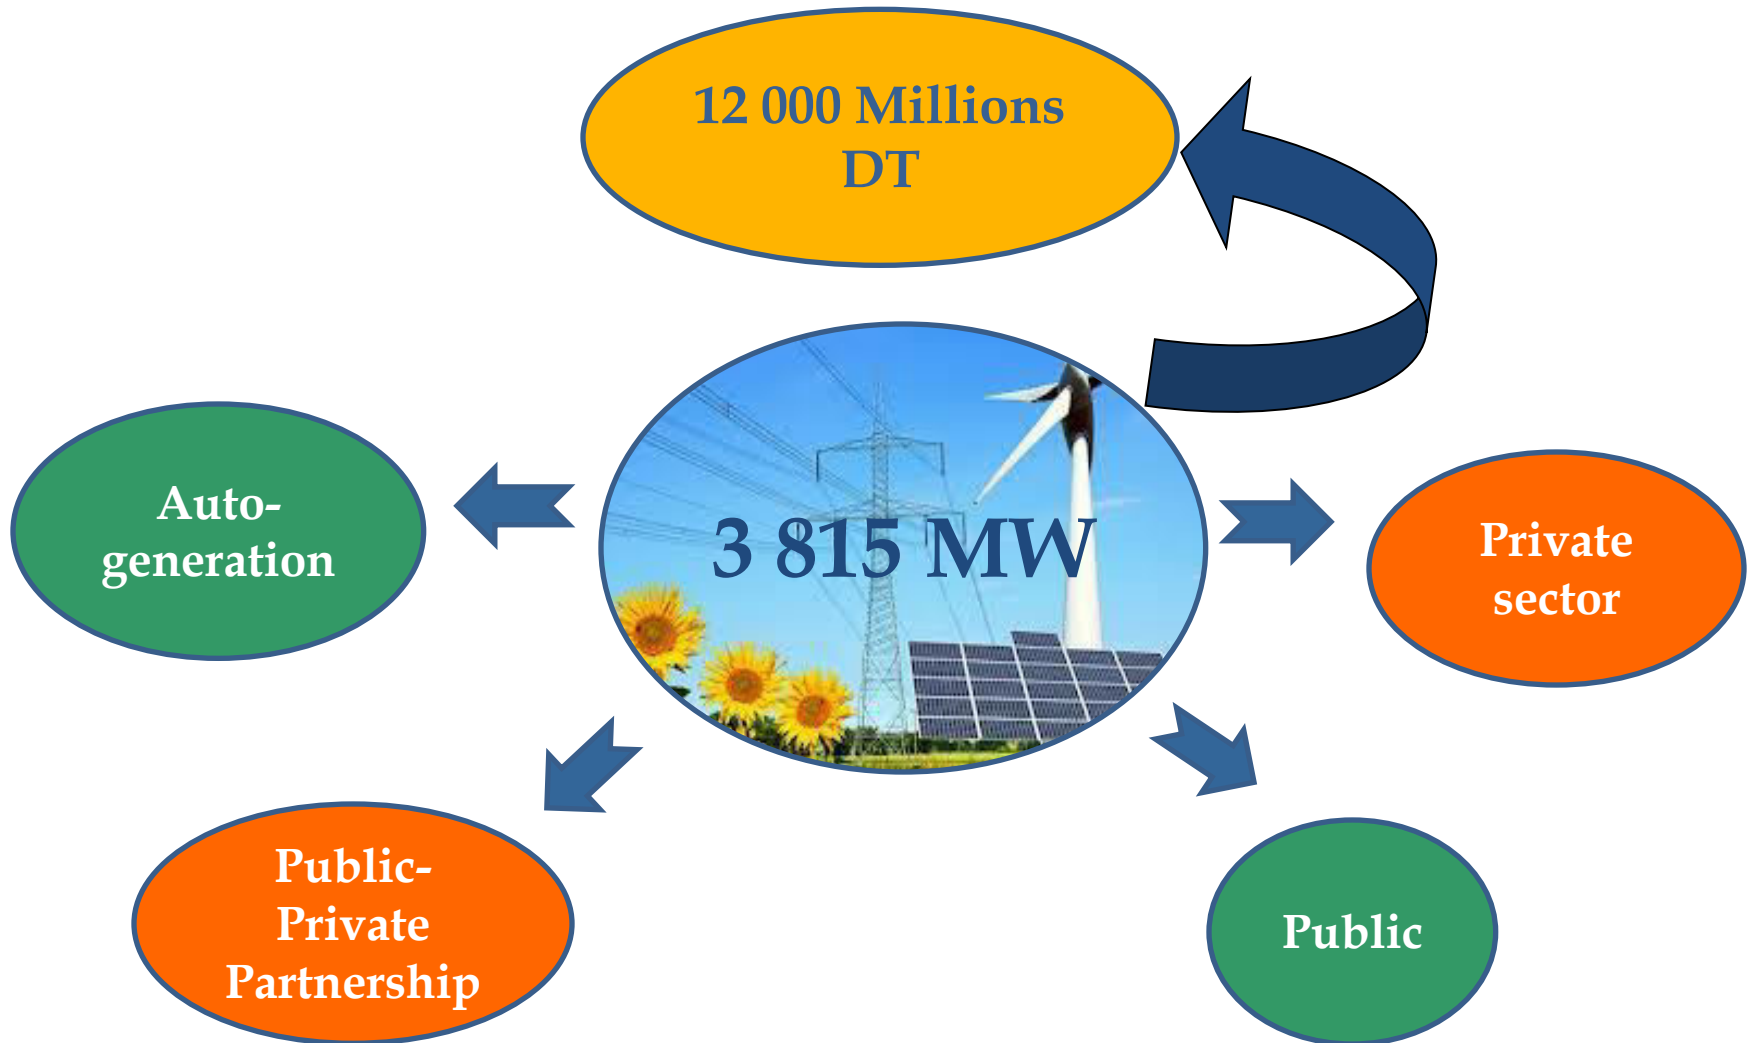 12 000 Millions
DT
3 815 MW
Auto-
generation
Private
sector
Public-
Private
Partnership
Public